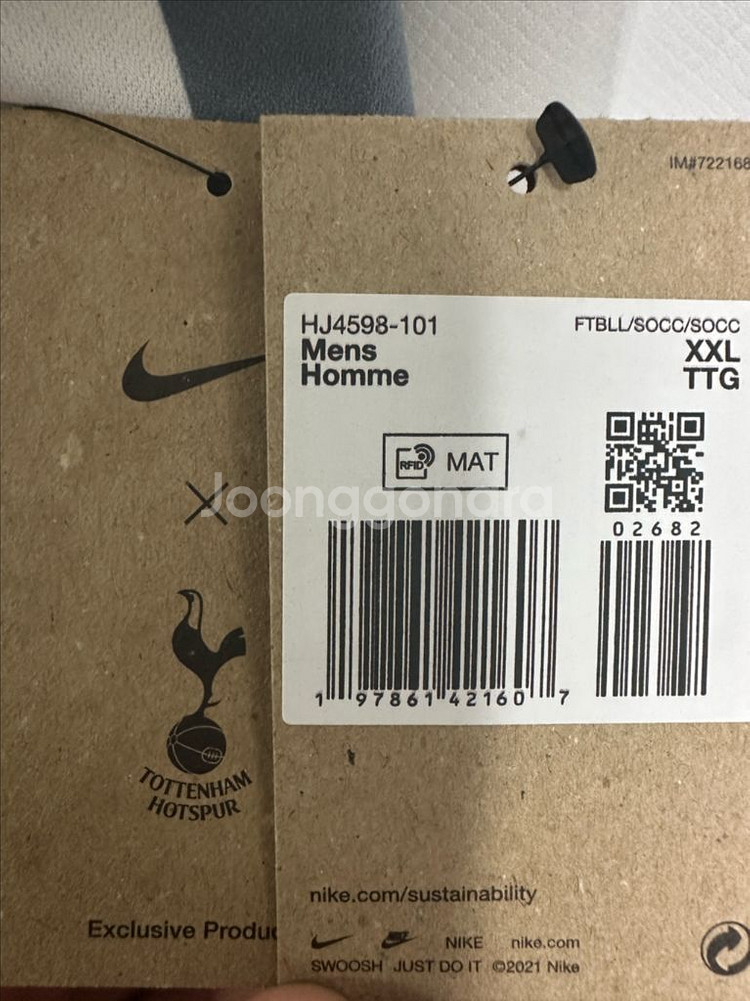 IM#722168
HJ4598-101
FTBLL/SOCC/SOCC
Mens
XXL
Homme
TTG
RFID
MAT
Joonggonara
02682
1 97861 42160 7
TOTTENHAM
HOTSPUR
nike.com/sustainability
Exclusive Produc
NIKE nike.com
SWOOSH JUST DO IT ©2021 Nike